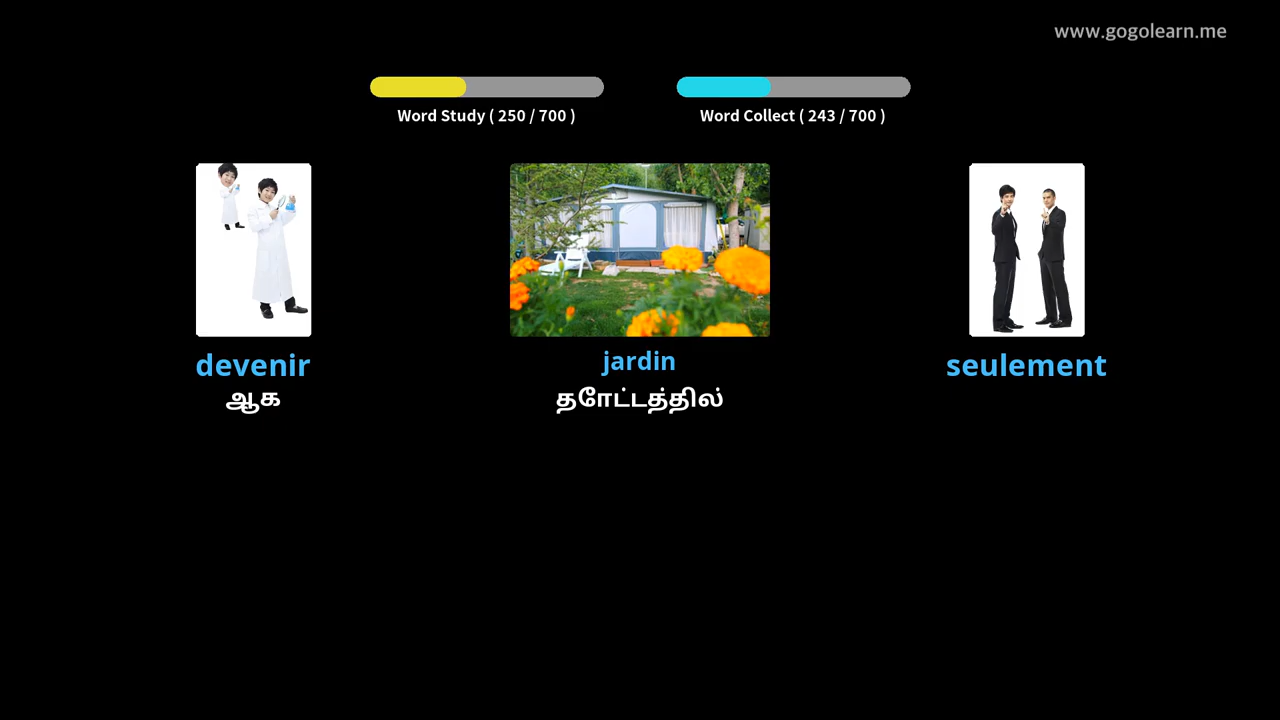 www.gogolearn.me
Word Study ( 250 / 700 )
Word Collect ( 243 / 700 )
devenir
jardin
seulement
ஆக
தோட்டத்தில்